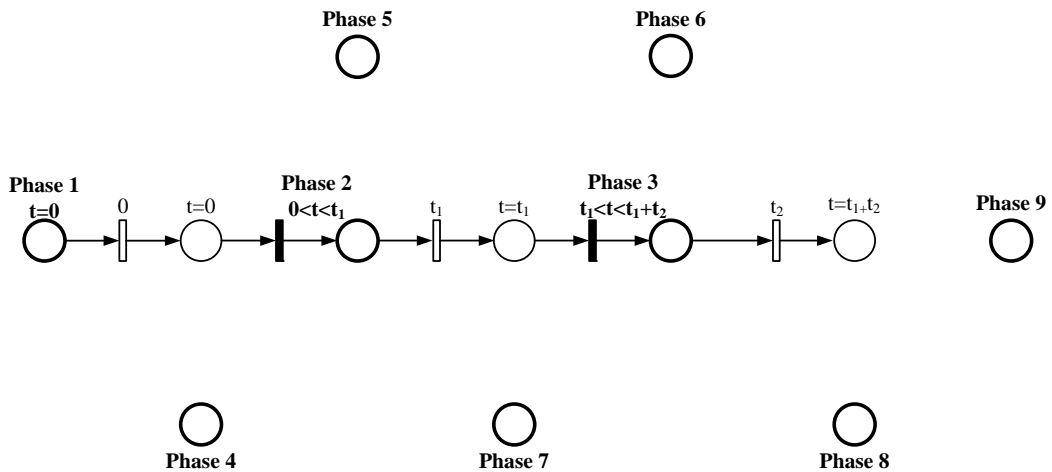 Phase 5
Phase 6
Phase 1
t=0
0
t=0
Phase 2
0<t<t₁
t₁
t=t₁
Phase 3
t₁<t<t₁+t₂
t₂
t=t₁₊t₂
Phase 9
Phase 4
Phase 7
Phase 8